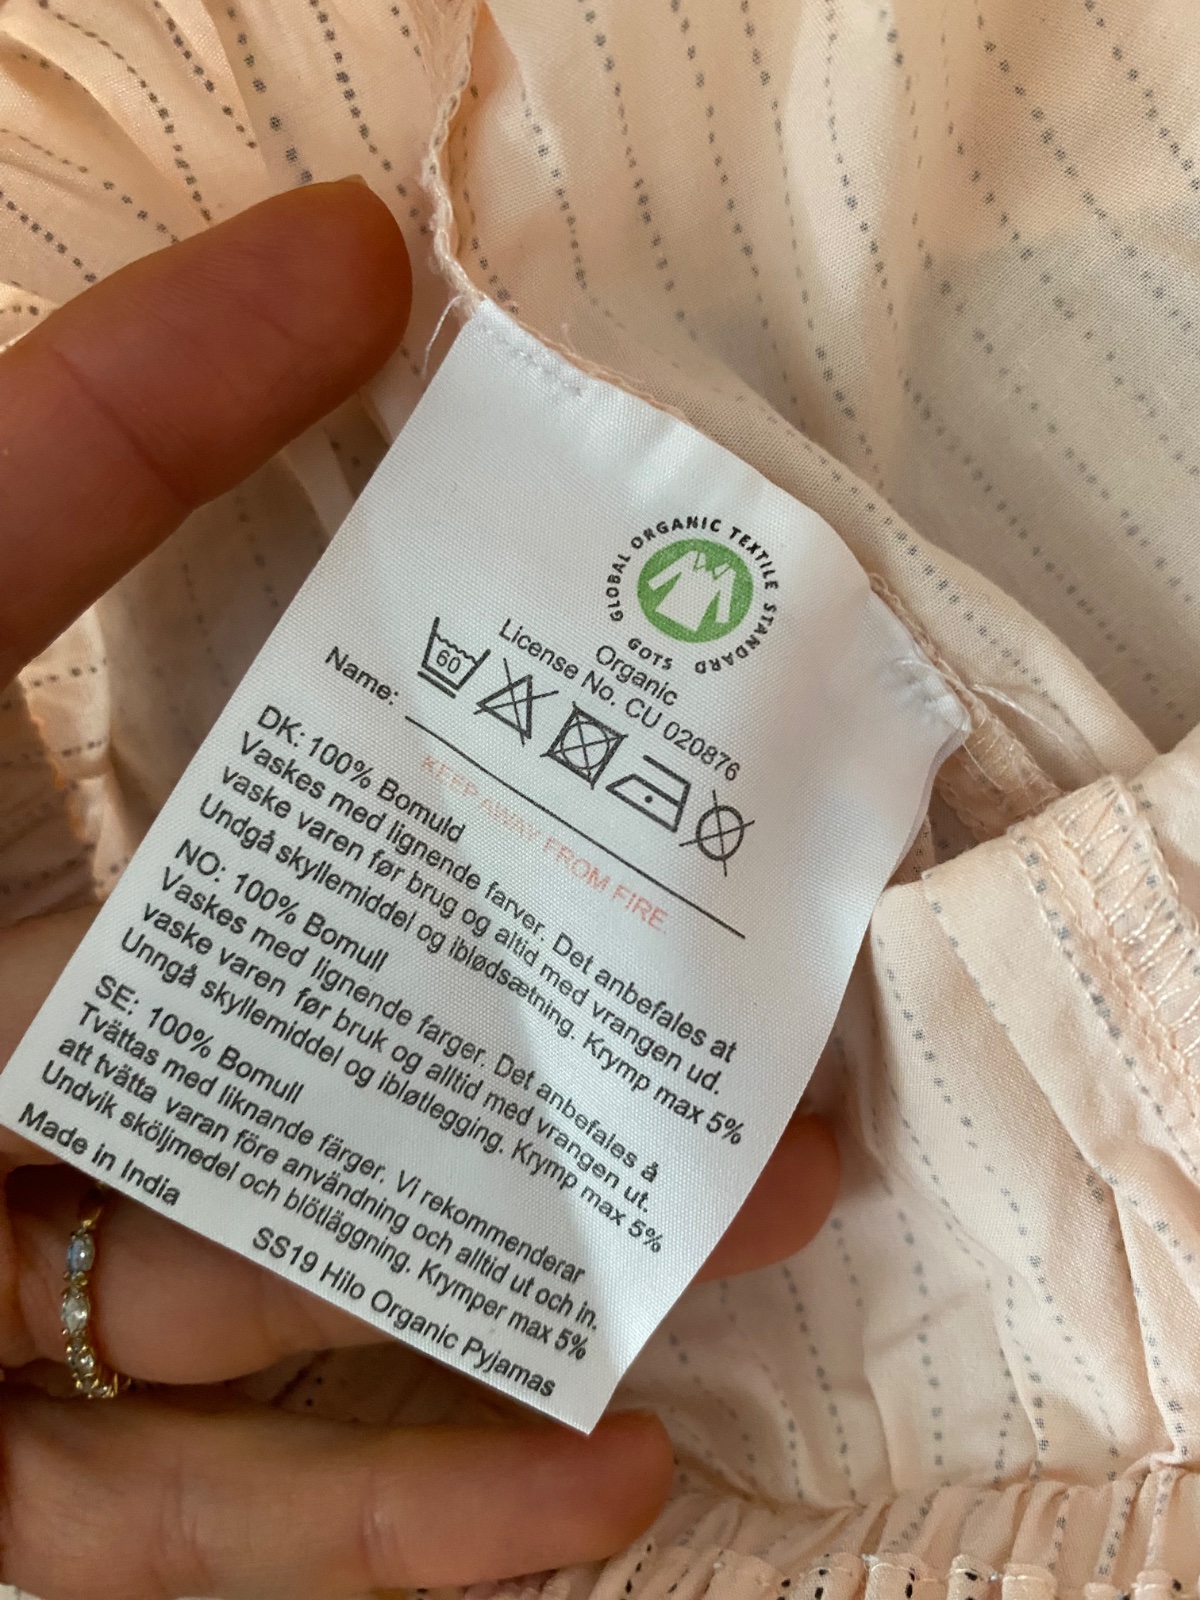 GLOBAL ORGANIC TEXTILE STANDARD
GOTS
Organic
License No. CU 020876
60
Name:
KEEP AWAY FROM FIRE.
DK: 100% Bomuld
Vaskes med lignende farver. Det anbefales at
vaske varen før brug og altid med vrangen ud.
Undgå skyllemiddel og iblødsætning. Krymp max 5%
NO: 100% Bomull
Vaskes med lignende farger. Det anbefales å
vaske varen før bruk og alltid med vrangen ut.
Unngå skyllemiddel og ibløtlegging. Krymp max 5%
SE: 100% Bomull
Tvättas med liknande färger. Vi rekommenderar
att tvätta varan före användning och alltid ut och in.
Undvik sköljmedel och blötläggning. Krymper max 5%
Made in India
SS19 Hilo Organic Pyjamas